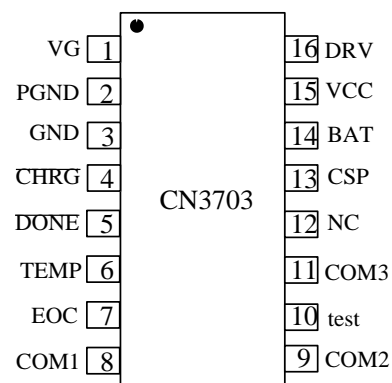 VG 1 16 DRV
PGND 2 15 VCC
GND 3 14 BAT
CHRG 4 13 CSP
CN3703
DONE 5 12 NC
TEMP 6 11 COM3
EOC 7 10 test
COM1 8 9 COM2